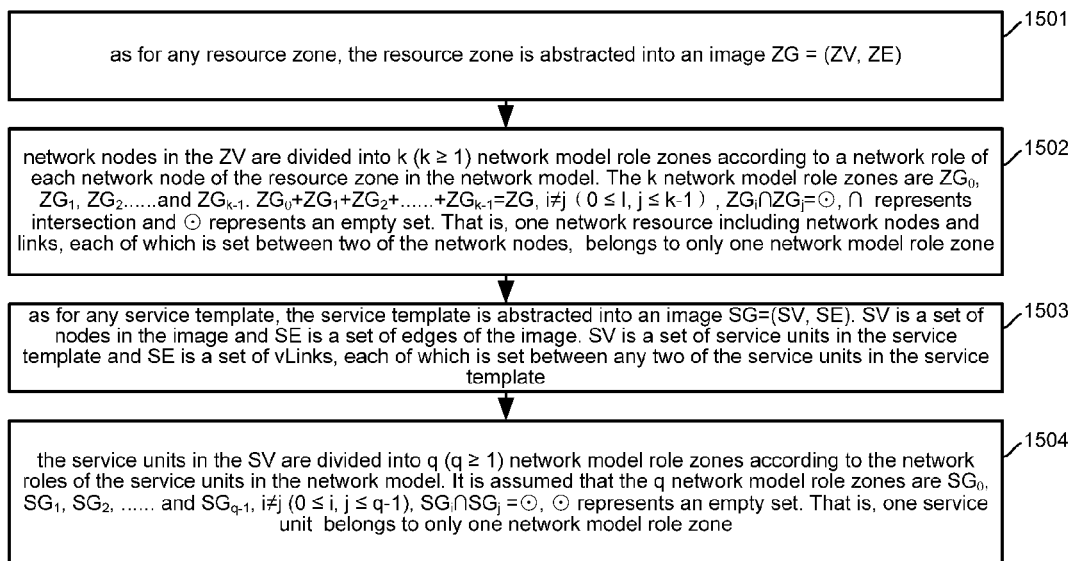 1501
as for any resource zone, the resource zone is abstracted into an image ZG = (ZV, ZE)
1502
network nodes in the ZV are divided into k (k ≥ 1) network model role zones according to a network role of
each network node of the resource zone in the network model. The k network model role zones are ZG₀,
ZG₁, ZG₂......and ZGₖ₋₁. ZG₀+ZG₁+ZG₂+......+ZGₖ₋₁=ZG, i≠j（0 ≤ I, j ≤ k-1）, ZGᵢ∩ZGⱼ=⊙, ∩ represents
intersection and ⊙ represents an empty set. That is, one network resource including network nodes and
links, each of which is set between two of the network nodes, belongs to only one network model role zone
1503
as for any service template, the service template is abstracted into an image SG=(SV, SE). SV is a set of
nodes in the image and SE is a set of edges of the image. SV is a set of service units in the service
template and SE is a set of vLinks, each of which is set between any two of the service units in the service
template
1504
the service units in the SV are divided into q (q ≥ 1) network model role zones according to the network
roles of the service units in the network model. It is assumed that the q network model role zones are SG₀,
SG₁, SG₂, ...... and SG_q-1, i≠j (0 ≤ i, j ≤ q-1), SGᵢ∩SGⱼ =⊙, ⊙ represents an empty set. That is, one service
unit belongs to only one network model role zone